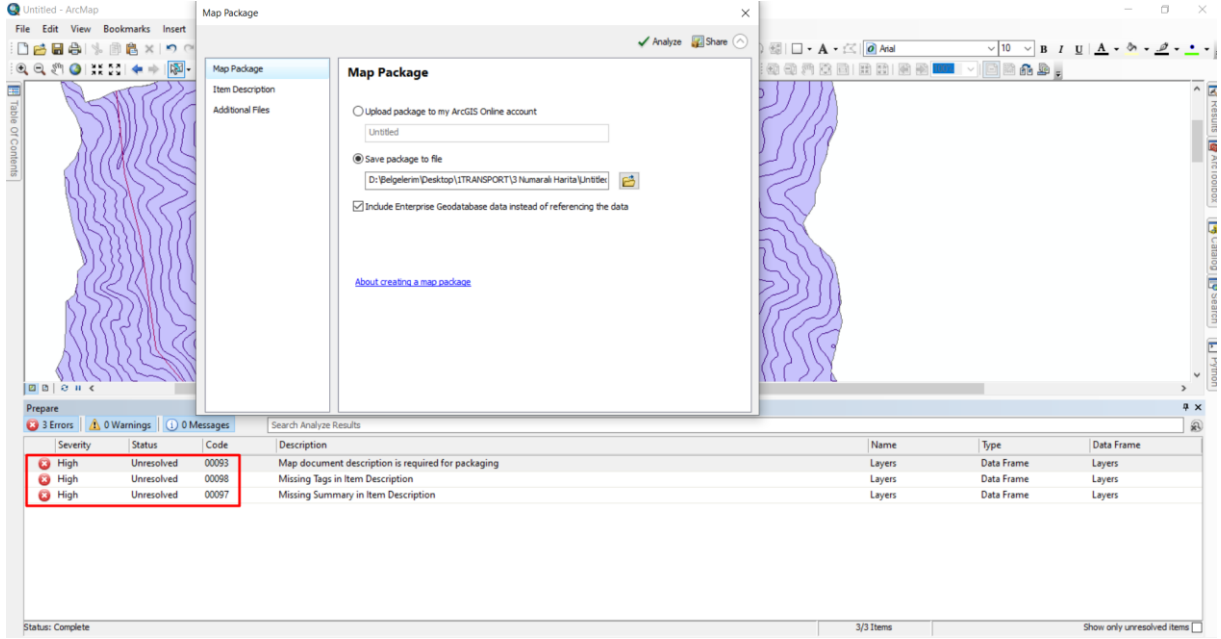 Untitled - ArcMap
File Edit View Bookmarks Insert
Arial 10 B I U A
Table Of Contents
Map Package
Analyze Share
Map Package
Item Description
Additional Files
Map Package
Upload package to my ArcGIS Online account
Untitled
Save package to file
D:\Belgelerim\Desktop\1TRANSPORT\3 Numaralı Harita\Untitled
Include Enterprise Geodatabase data instead of referencing the data
About creating a map package
Results
ArcToolbox
Catalog
Search
Python
Prepare
3 Errors 0 Warnings 0 Messages Search Analyze Results
Severity Status Code Description Name Type Data Frame
High Unresolved 00093 Map document description is required for packaging Layers Data Frame Layers
High Unresolved 00098 Missing Tags in Item Description Layers Data Frame Layers
High Unresolved 00097 Missing Summary in Item Description Layers Data Frame Layers
Status: Complete 3/3 Items Show only unresolved items